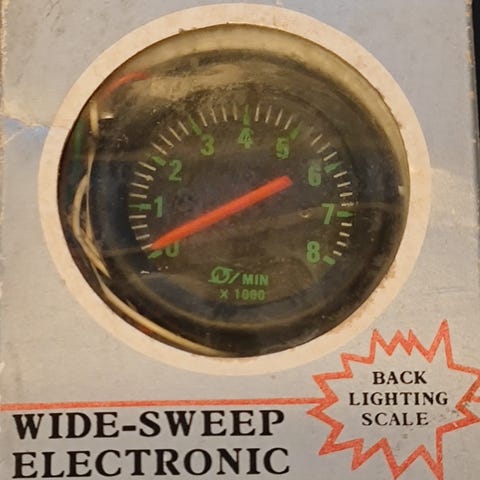 0
1
2
3
4
5
6
7
8
MIN
X 1000
BACK
LIGHTING
SCALE
WIDE-SWEEP
ELECTRONIC